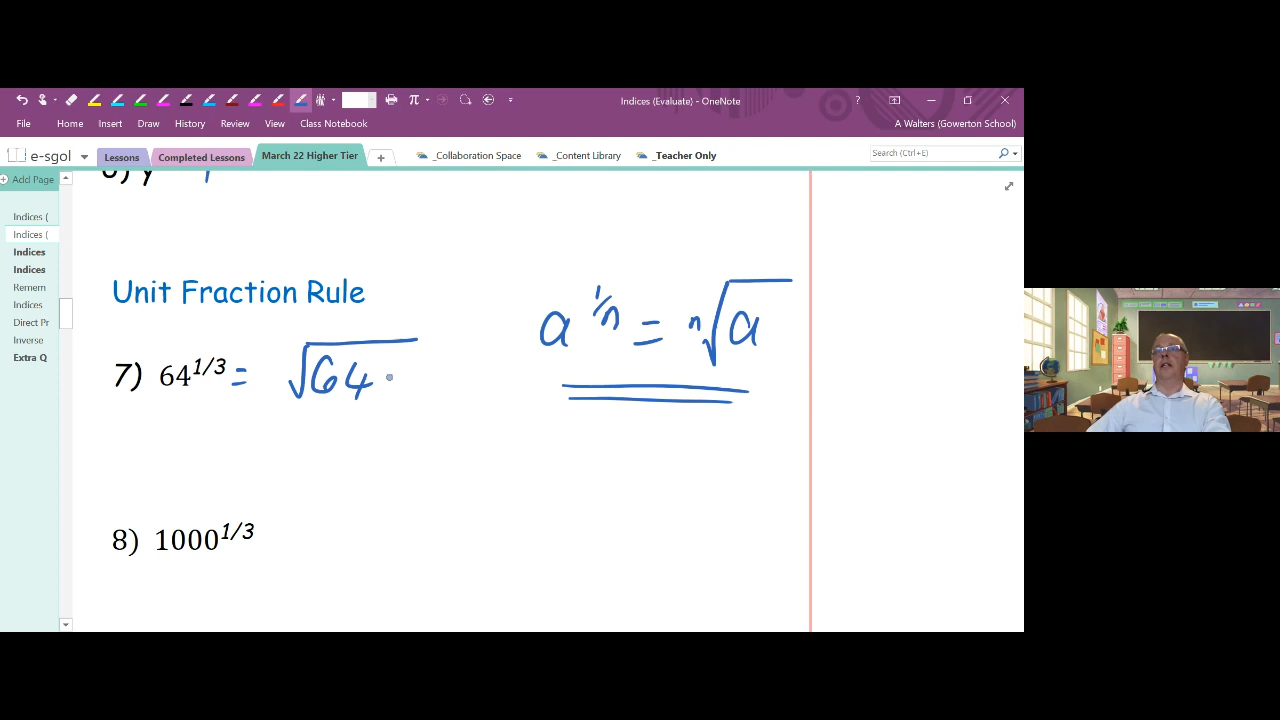 Indices (Evaluate) - OneNote
?
File Home Insert Draw History Review View Class Notebook
A Walters (Gowerton School)
e-sgol
Lessons
Completed Lessons
March 22 Higher Tier
+
_Collaboration Space
_Content Library
_Teacher Only
Search (Ctrl+E)
Add Page
Indices (
Indices (
Indices
Indices
Remem
Indices
Direct Pr
Inverse
Extra Q
Unit Fraction Rule
a^1/n = ⁿ√a
7) 64^1/3 = √64
8) 1000^1/3